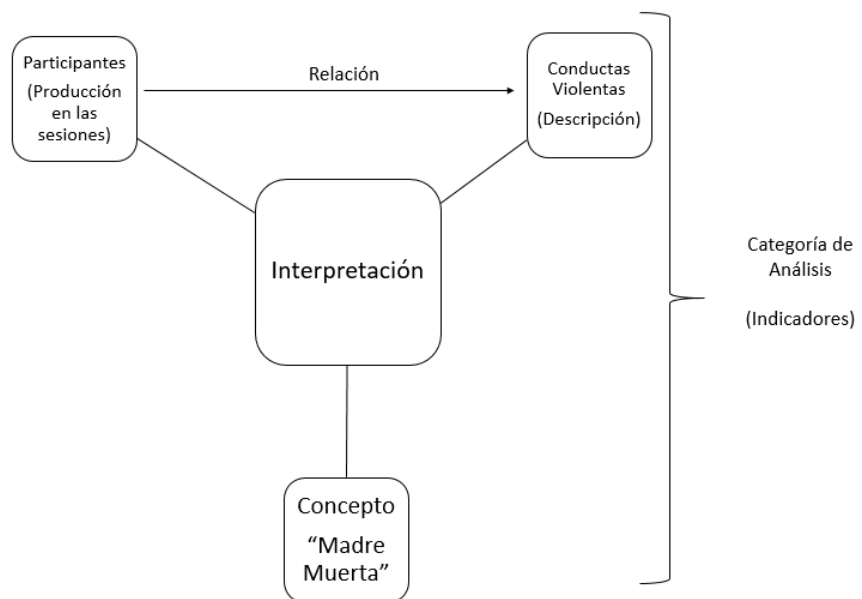 Participantes
(Producción
en las
sesiones)
Relación
Conductas
Violentas
(Descripción)
Interpretación
Categoría de
Análisis
(Indicadores)
Concepto
“Madre
Muerta”